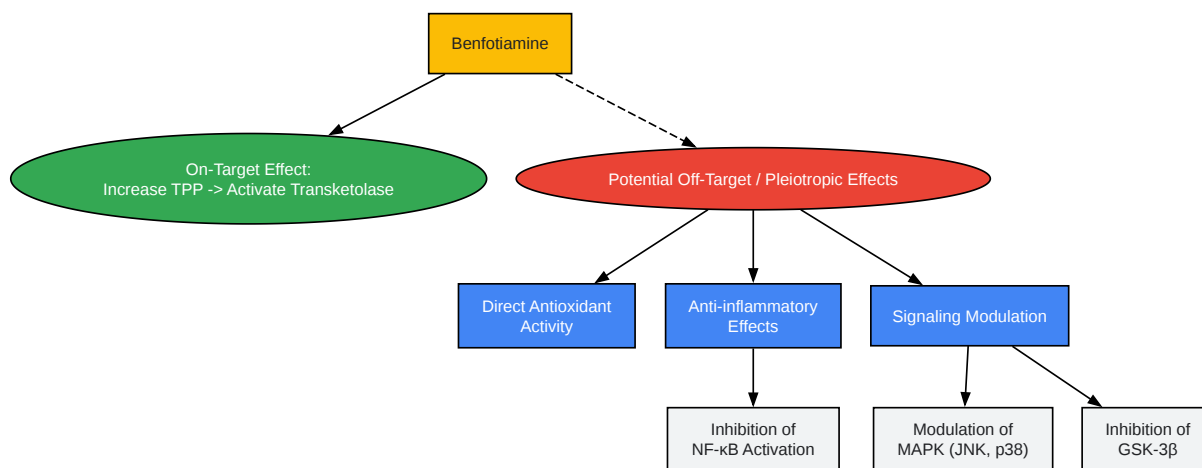 Benfotiamine
On-Target Effect:
Increase TPP -> Activate Transketolase
Potential Off-Target / Pleiotropic Effects
Direct Antioxidant
Activity
Anti-inflammatory
Effects
Signaling Modulation
Inhibition of
NF-κB Activation
Modulation of
MAPK (JNK, p38)
Inhibition of
GSK-3β